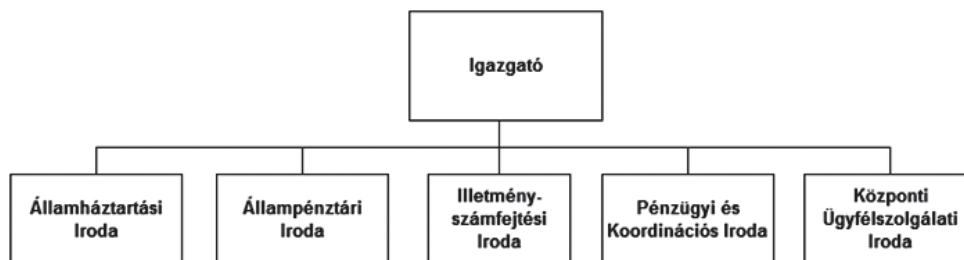 Igazgató
Államháztartási
Iroda
Állampénztári
Iroda
Illetmény-
számfejtési
Iroda
Pénzügyi és
Koordinációs Iroda
Központi
Ügyfélszolgálati
Iroda